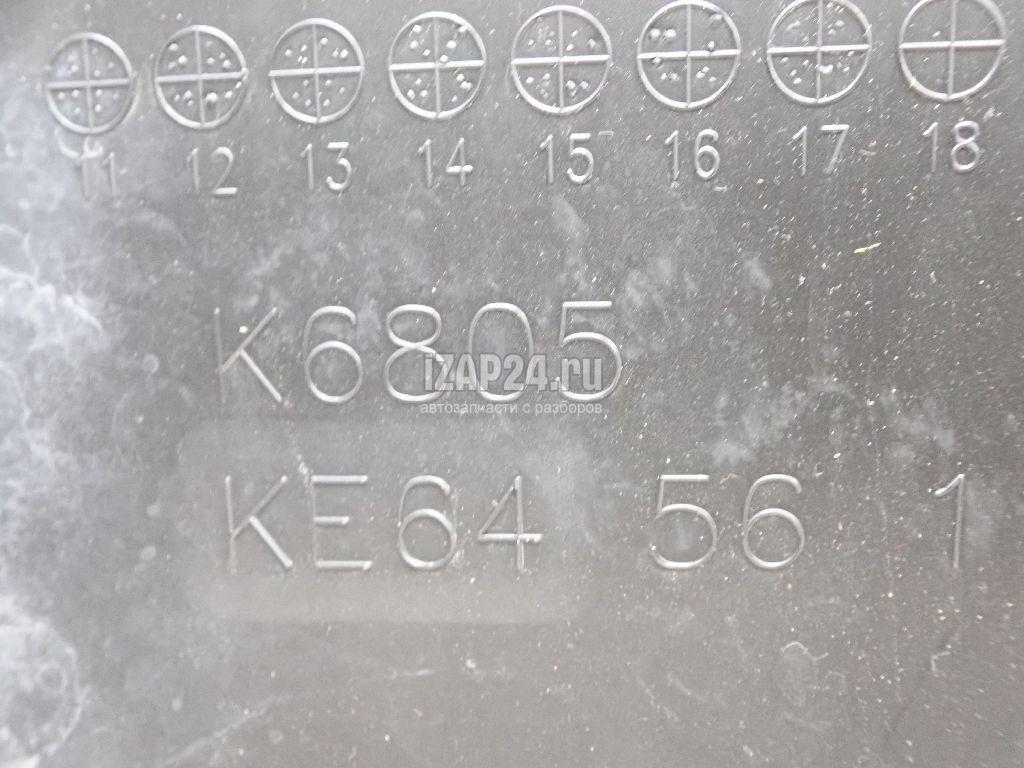 11 12 13 14 15 16 17 18
K6805
IZAP24.ru
автозапчасти с разборов
KE64 56 1